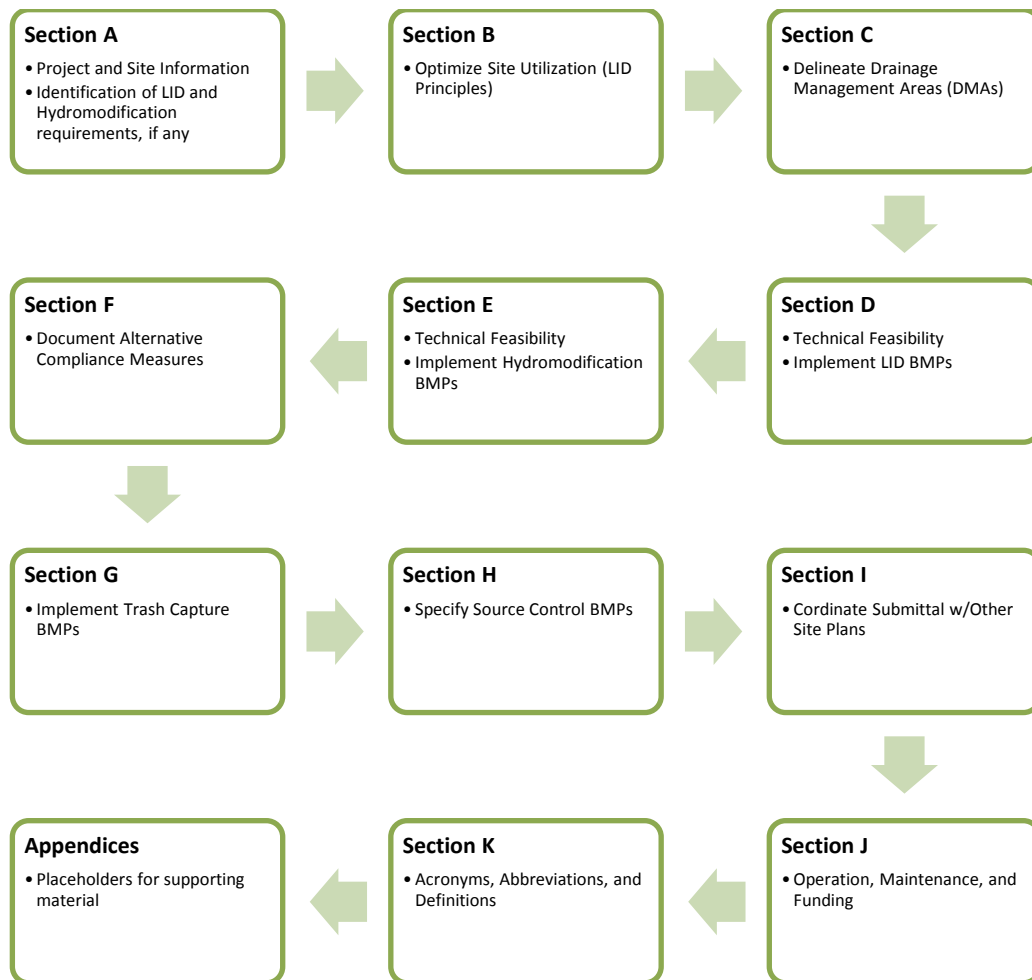 Section A
• Project and Site Information
• Identification of LID and
Hydromodification
requirements, if any
Section B
• Optimize Site Utilization (LID
Principles)
Section C
• Delineate Drainage
Management Areas (DMAs)
Section D
• Technical Feasibility
• Implement LID BMPs
Section E
• Technical Feasibility
• Implement Hydromodification
BMPs
Section F
• Document Alternative
Compliance Measures
Section G
• Implement Trash Capture
BMPs
Section H
• Specify Source Control BMPs
Section I
• Cordinate Submittal w/Other
Site Plans
Section J
• Operation, Maintenance, and
Funding
Section K
• Acronyms, Abbreviations, and
Definitions
Appendices
• Placeholders for supporting
material